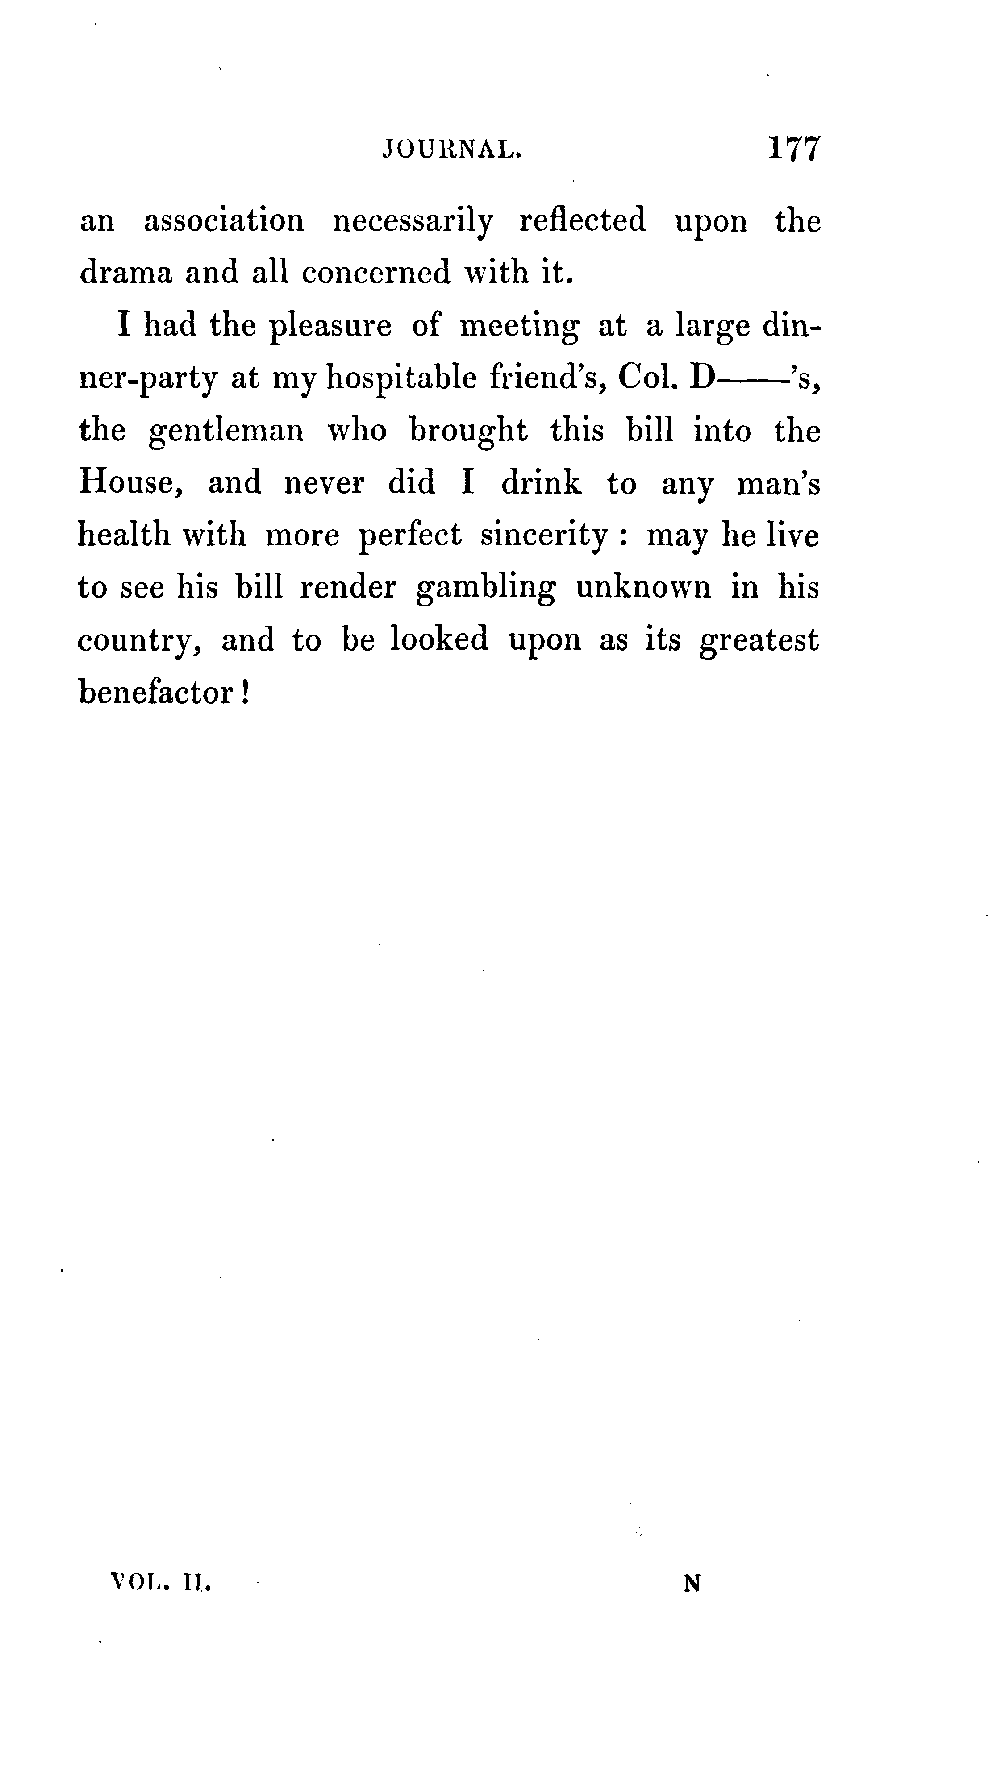 JOURNAL. 177
an association necessarily reflected upon the
drama and all concerned with it.
I had the pleasure of meeting at a large din-
ner-party at my hospitable friend's, Col. D——'s,
the gentleman who brought this bill into the
House, and never did I drink to any man's
health with more perfect sincerity : may he live
to see his bill render gambling unknown in his
country, and to be looked upon as its greatest
benefactor !
VOL. II. N